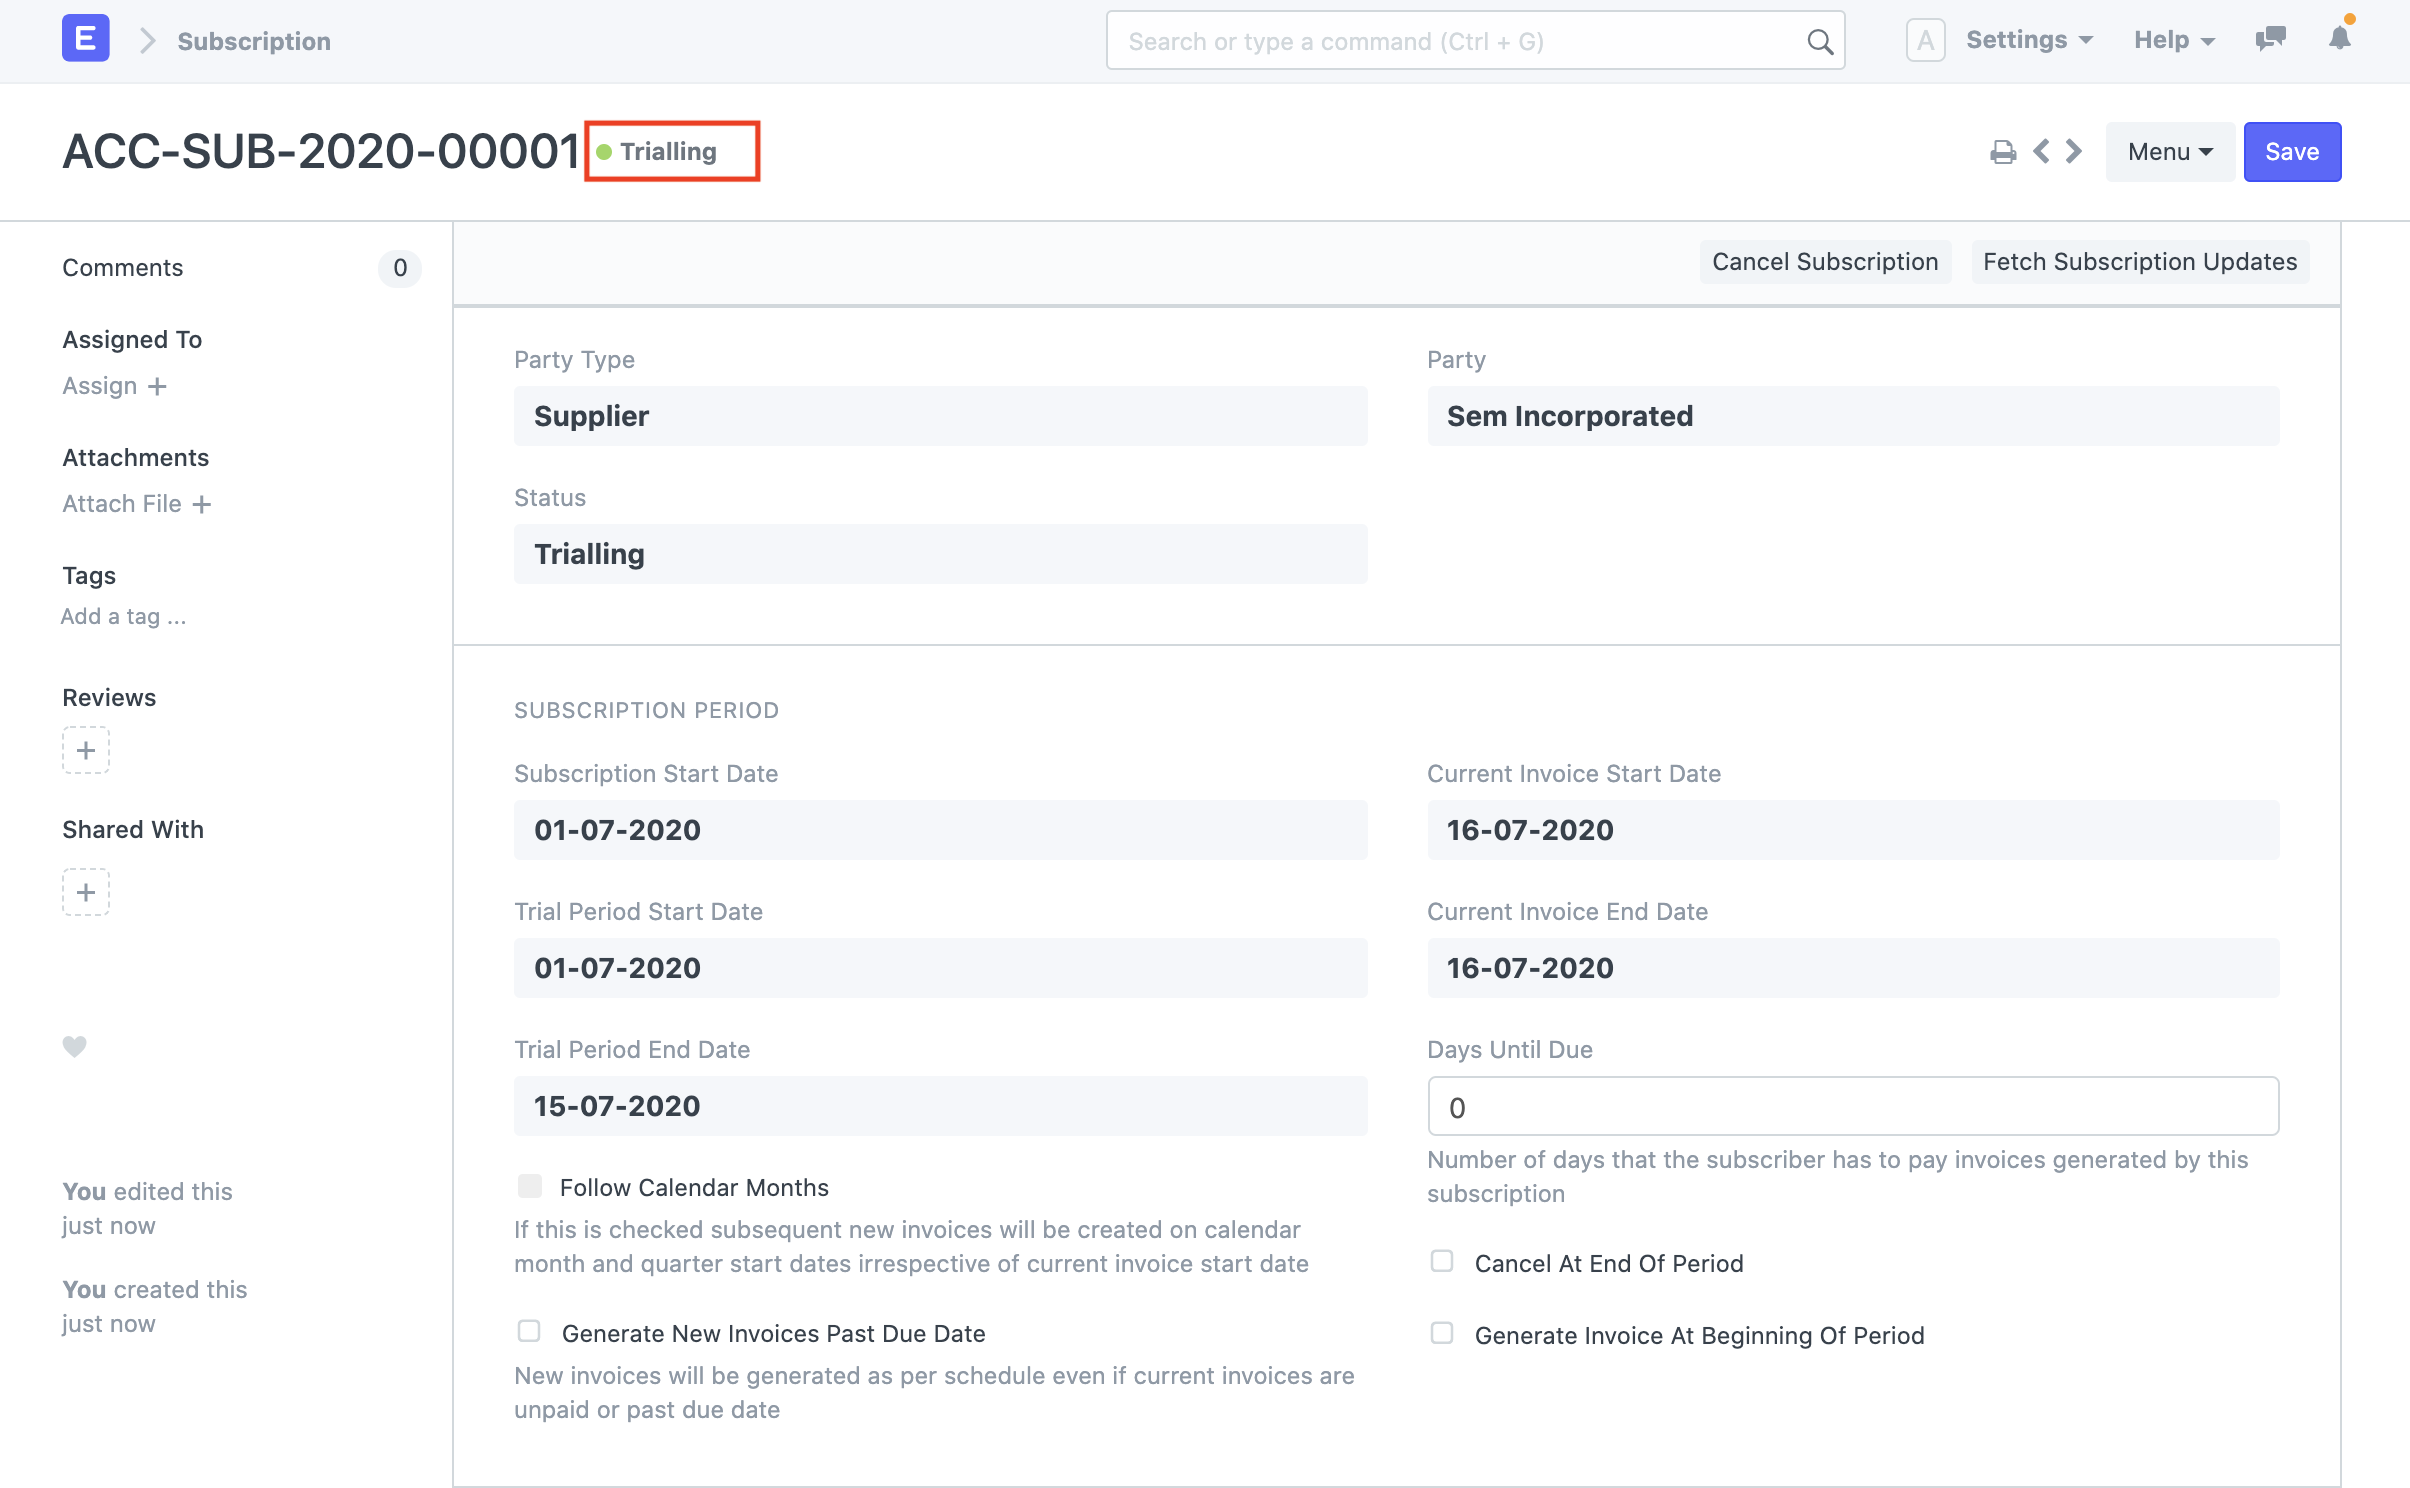 E
Subscription
Search or type a command (Ctrl + G)
A
Settings
Help
ACC-SUB-2020-00001
Trialling
Menu
Save
Comments
0
Assigned To
Assign +
Attachments
Attach File +
Tags
Add a tag ...
Reviews
+
Shared With
+
You edited this
just now
You created this
just now
Cancel Subscription
Fetch Subscription Updates
Party Type
Supplier
Party
Sem Incorporated
Status
Trialling
SUBSCRIPTION PERIOD
Subscription Start Date
01-07-2020
Trial Period Start Date
01-07-2020
Trial Period End Date
15-07-2020
Follow Calendar Months
If this is checked subsequent new invoices will be created on calendar
month and quarter start dates irrespective of current invoice start date
Generate New Invoices Past Due Date
New invoices will be generated as per schedule even if current invoices are
unpaid or past due date
Current Invoice Start Date
16-07-2020
Current Invoice End Date
16-07-2020
Days Until Due
0
Number of days that the subscriber has to pay invoices generated by this
subscription
Cancel At End Of Period
Generate Invoice At Beginning Of Period